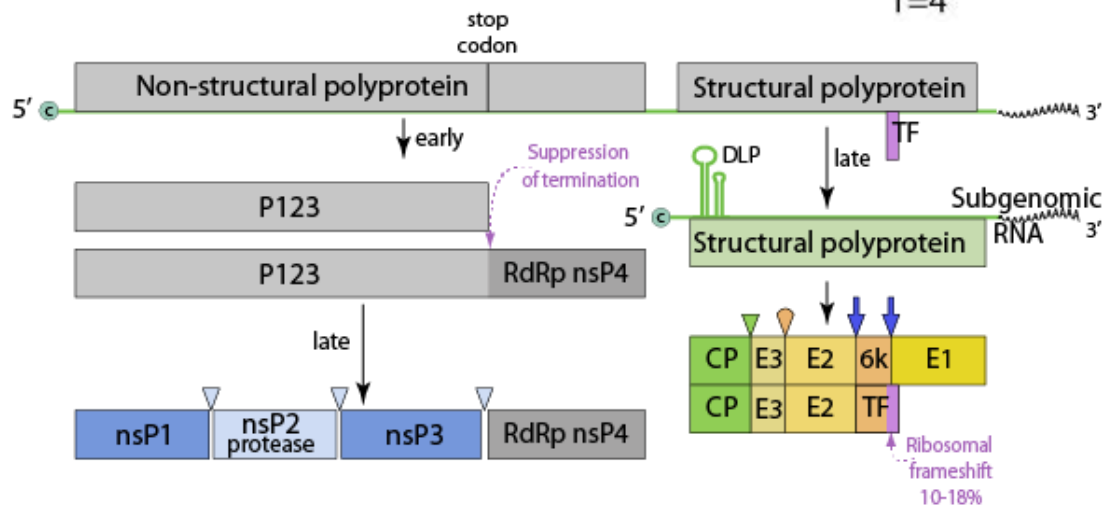 T=4
stop
codon
Non-structural polyprotein
Structural polyprotein
5′ c
3′
TF
early
Suppression
of termination
DLP
late
P123
5′ c
Subgenomic
RNA
3′
Structural polyprotein
P123
RdRp nsP4
late
CP E3 E2 6k E1
CP E3 E2 TF
nsP1
nsP2
protease
nsP3
RdRp nsP4
Ribosomal
frameshift
10-18%